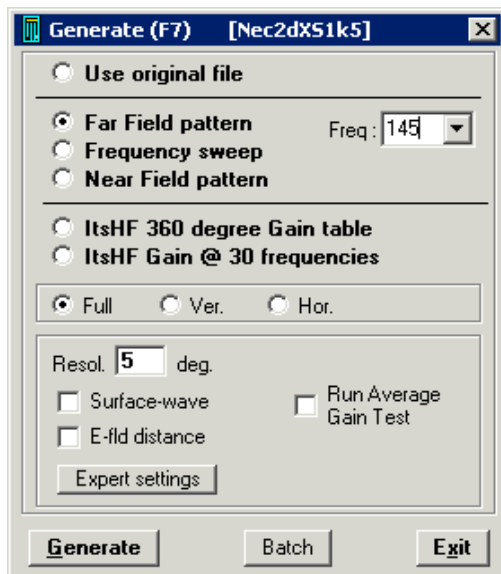 Generate (F7) [Nec2dXS1k5]
Use original file
Far Field pattern
Freq : 145
Frequency sweep
Near Field pattern
ItsHF 360 degree Gain table
ItsHF Gain @ 30 frequencies
Full Ver. Hor.
Resol. 5 deg.
Surface-wave
Run Average
Gain Test
E-fld distance
Expert settings
Generate Batch Exit